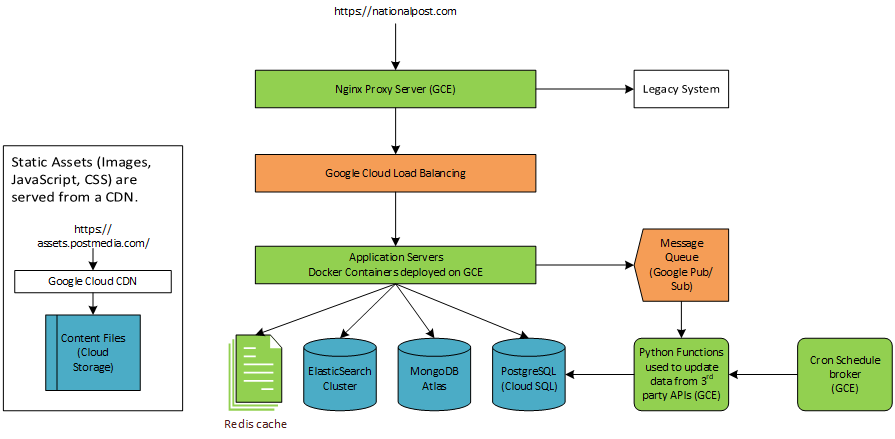 https://nationalpost.com
Nginx Proxy Server (GCE)
Legacy System
Static Assets (Images,
JavaScript, CSS) are
served from a CDN.
https://
assets.postmedia.com/
Google Cloud CDN
Content Files
(Cloud
Storage)
Google Cloud Load Balancing
Application Servers
Docker Containers deployed on GCE
Message
Queue
(Google Pub/
Sub)
Redis cache
ElasticSearch
Cluster
MongoDB
Atlas
PostgreSQL
(Cloud SQL)
Python Functions
used to update
data from 3rd
party APIs (GCE)
Cron Schedule
broker
(GCE)